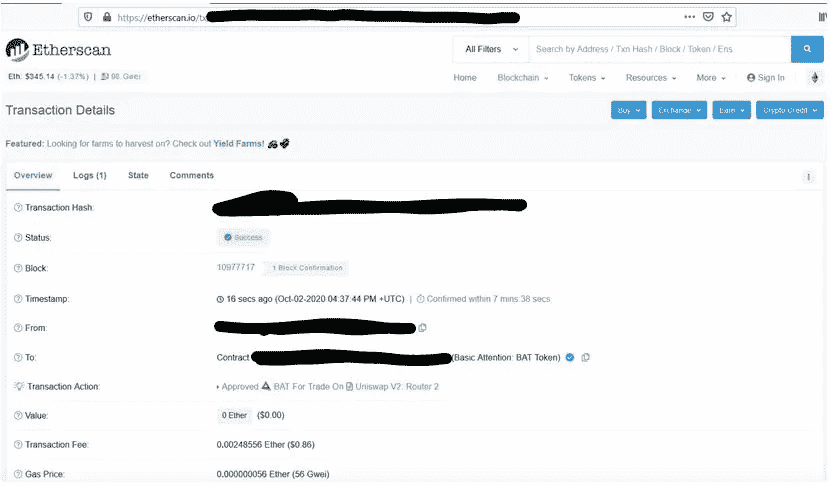 https://etherscan.io/tx
Etherscan
All Filters
Search by Address / Txn Hash / Block / Token / Ens
Eth: $345.14 (-1.37%) | Gwei
Home Blockchain Tokens Resources More Sign In
Transaction Details
Buy Exchange Earn Crypto Credit
Featured: Looking for farms to harvest on? Check out Yield Farms!
Overview Logs (1) State Comments
Transaction Hash:
Status: Success
Block: 10977717 1 Block Confirmation
Timestamp: 16 secs ago (Oct-02-2020 04:37:44 PM +UTC) | Confirmed within 7 mins:38 secs
From:
To: Contract (Basic Attention: BAT Token)
Transaction Action: Approved BAT For Trade On Uniswap V2: Router 2
Value: 0 Ether ($0.00)
Transaction Fee: 0.00248556 Ether ($0.86)
Gas Price: 0.000000056 Ether (56 Gwei)